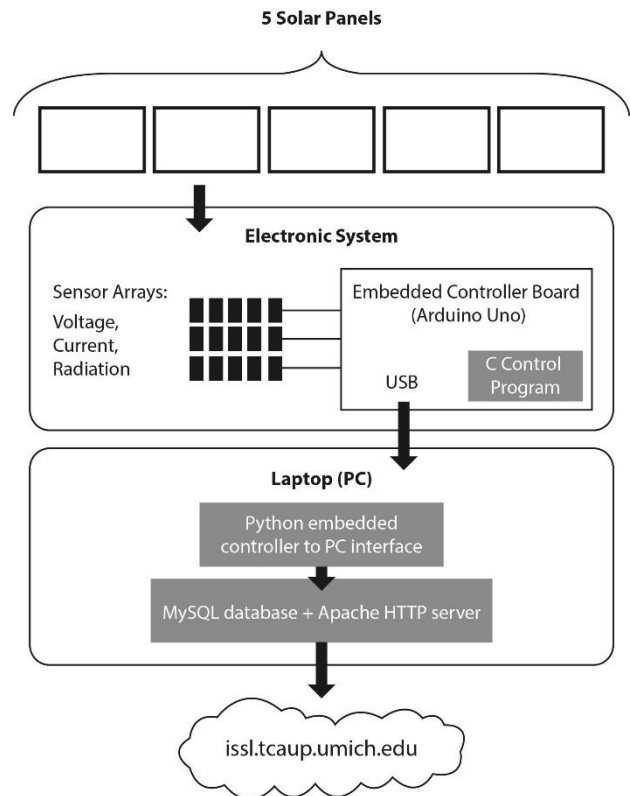 5 Solar Panels
Electronic System
Sensor Arrays:
Voltage,
Current,
Radiation
Embedded Controller Board
(Arduino Uno)
USB
C Control
Program
Laptop (PC)
Python embedded
controller to PC interface
MySQL database + Apache HTTP server
issl.tcaup.umich.edu